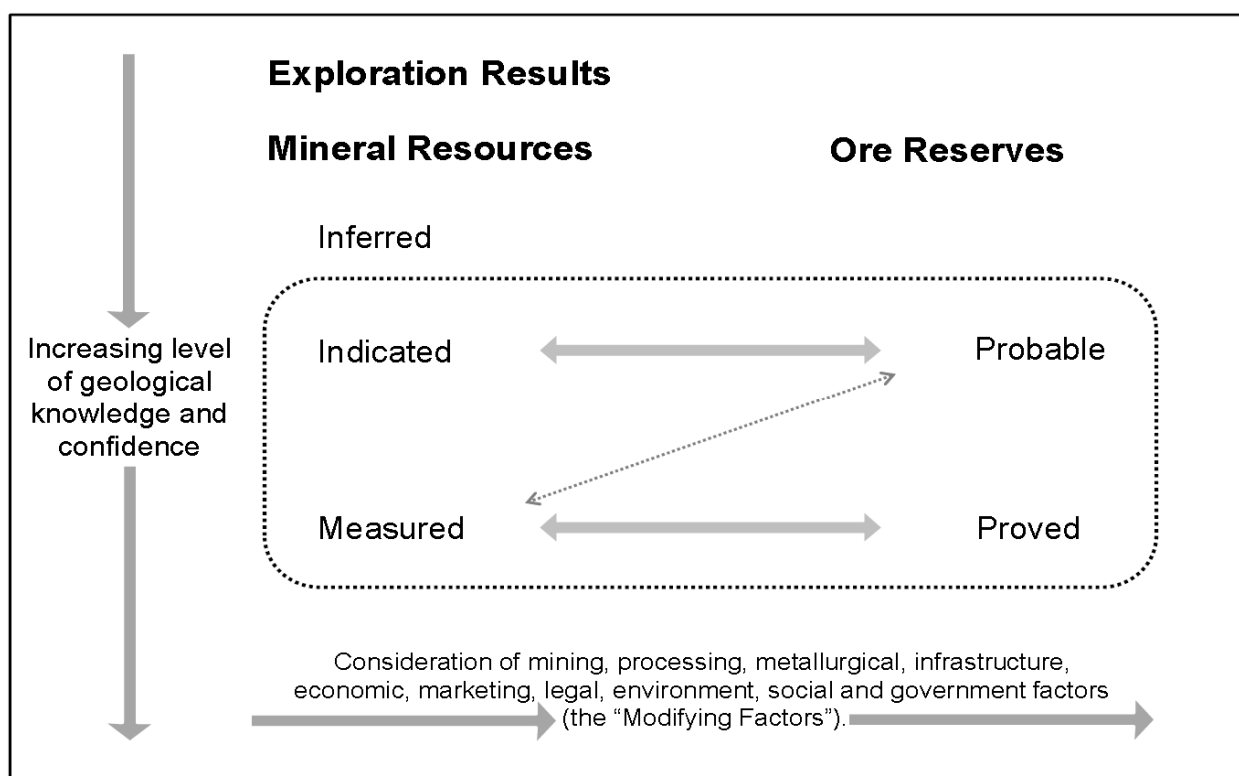 Exploration Results
Mineral Resources
Ore Reserves
Inferred
Increasing level
of geological
knowledge and
confidence
Indicated
Probable
Measured
Proved
Consideration of mining, processing, metallurgical, infrastructure,
economic, marketing, legal, environment, social and government factors
(the “Modifying Factors”).